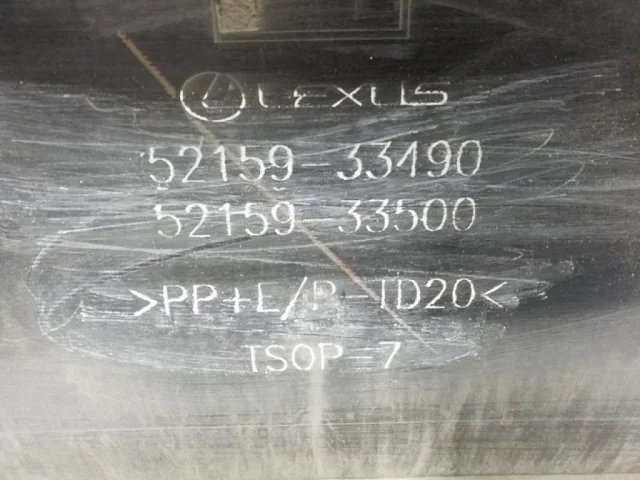 LEXUS
52159-33190
52159-33500
>PP+E/P-TD20<
TSOP-7